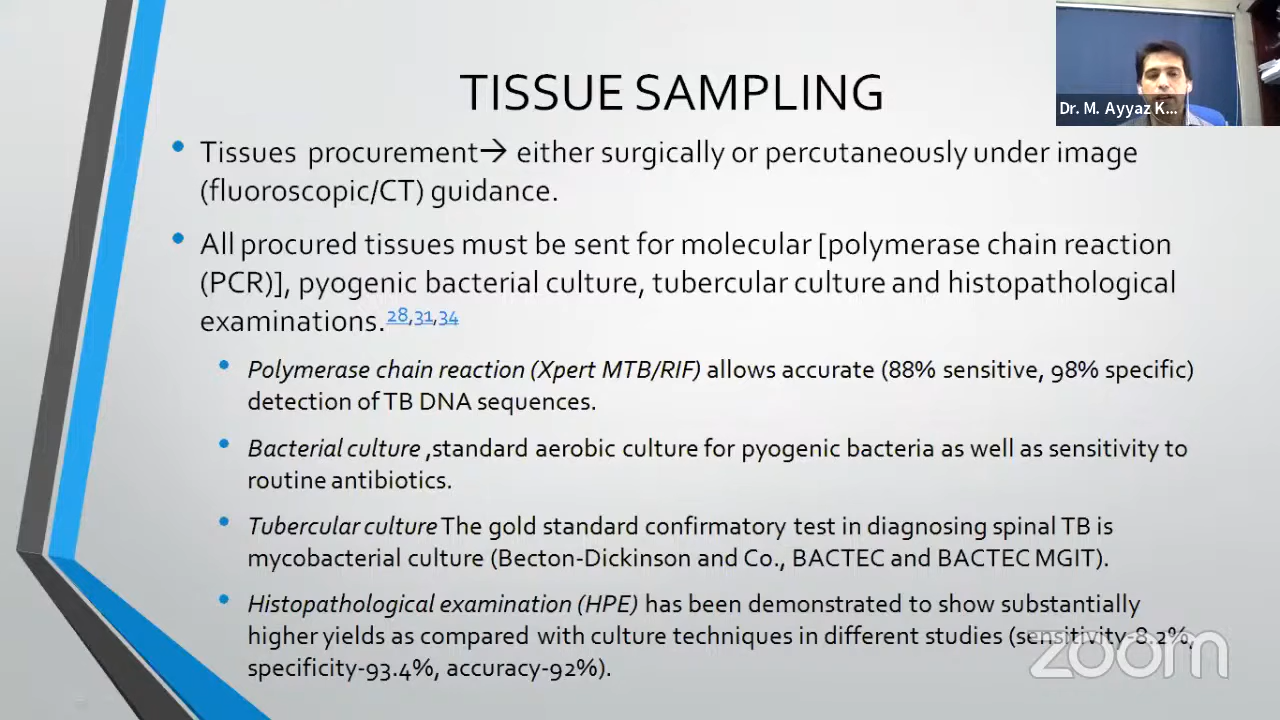 TISSUE SAMPLING
Dr. M. Ayyaz K...
• Tissues procurement→ either surgically or percutaneously under image
(fluoroscopic/CT) guidance.
• All procured tissues must be sent for molecular [polymerase chain reaction
(PCR)], pyogenic bacterial culture, tubercular culture and histopathological
examinations.28,31,34
• Polymerase chain reaction (Xpert MTB/RIF) allows accurate (88% sensitive, 98% specific)
detection of TB DNA sequences.
• Bacterial culture ,standard aerobic culture for pyogenic bacteria as well as sensitivity to
routine antibiotics.
• Tubercular culture The gold standard confirmatory test in diagnosing spinal TB is
mycobacterial culture (Becton-Dickinson and Co., BACTEC and BACTEC MGIT).
• Histopathological examination (HPE) has been demonstrated to show substantially
higher yields as compared with culture techniques in different studies (sensitivity-8.2%,
specificity-93.4%, accuracy-92%).
zoom